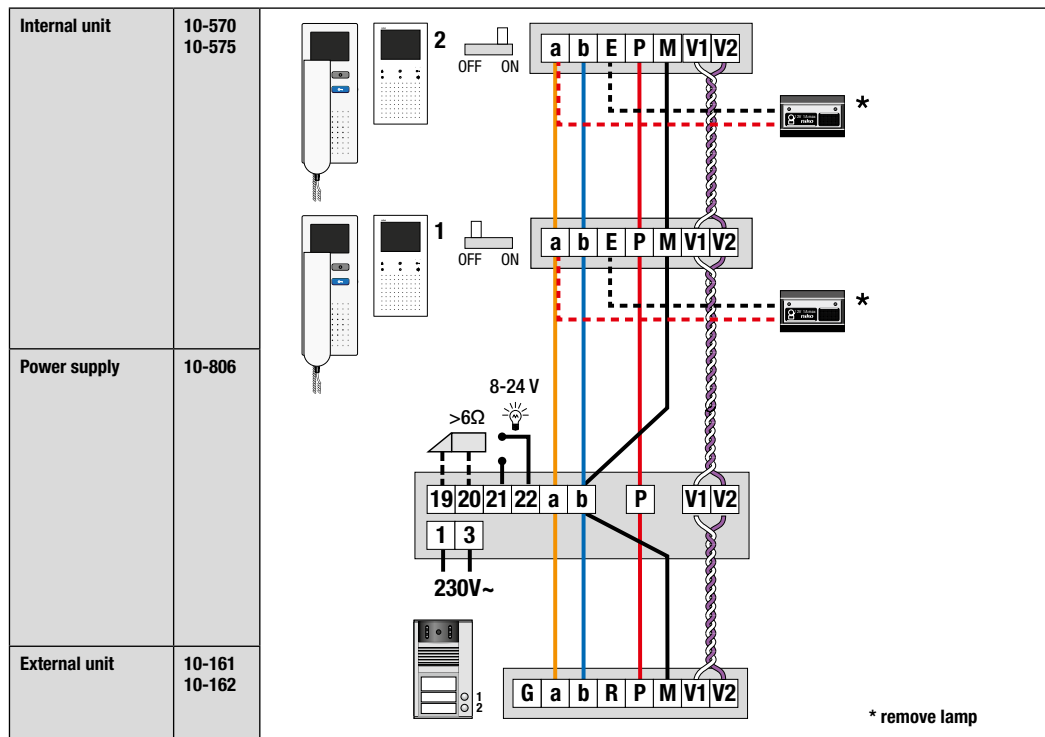 Internal unit
10-570
10-575
2
OFF ON
a b E P M V1 V2
*
niko
1
OFF ON
a b E P M V1 V2
*
niko
Power supply
10-806
8-24 V
>6Ω
19 20 21 22 a b P V1 V2
1 3
230V~
External unit
10-161
10-162
1
2
G a b R P M V1 V2
* remove lamp